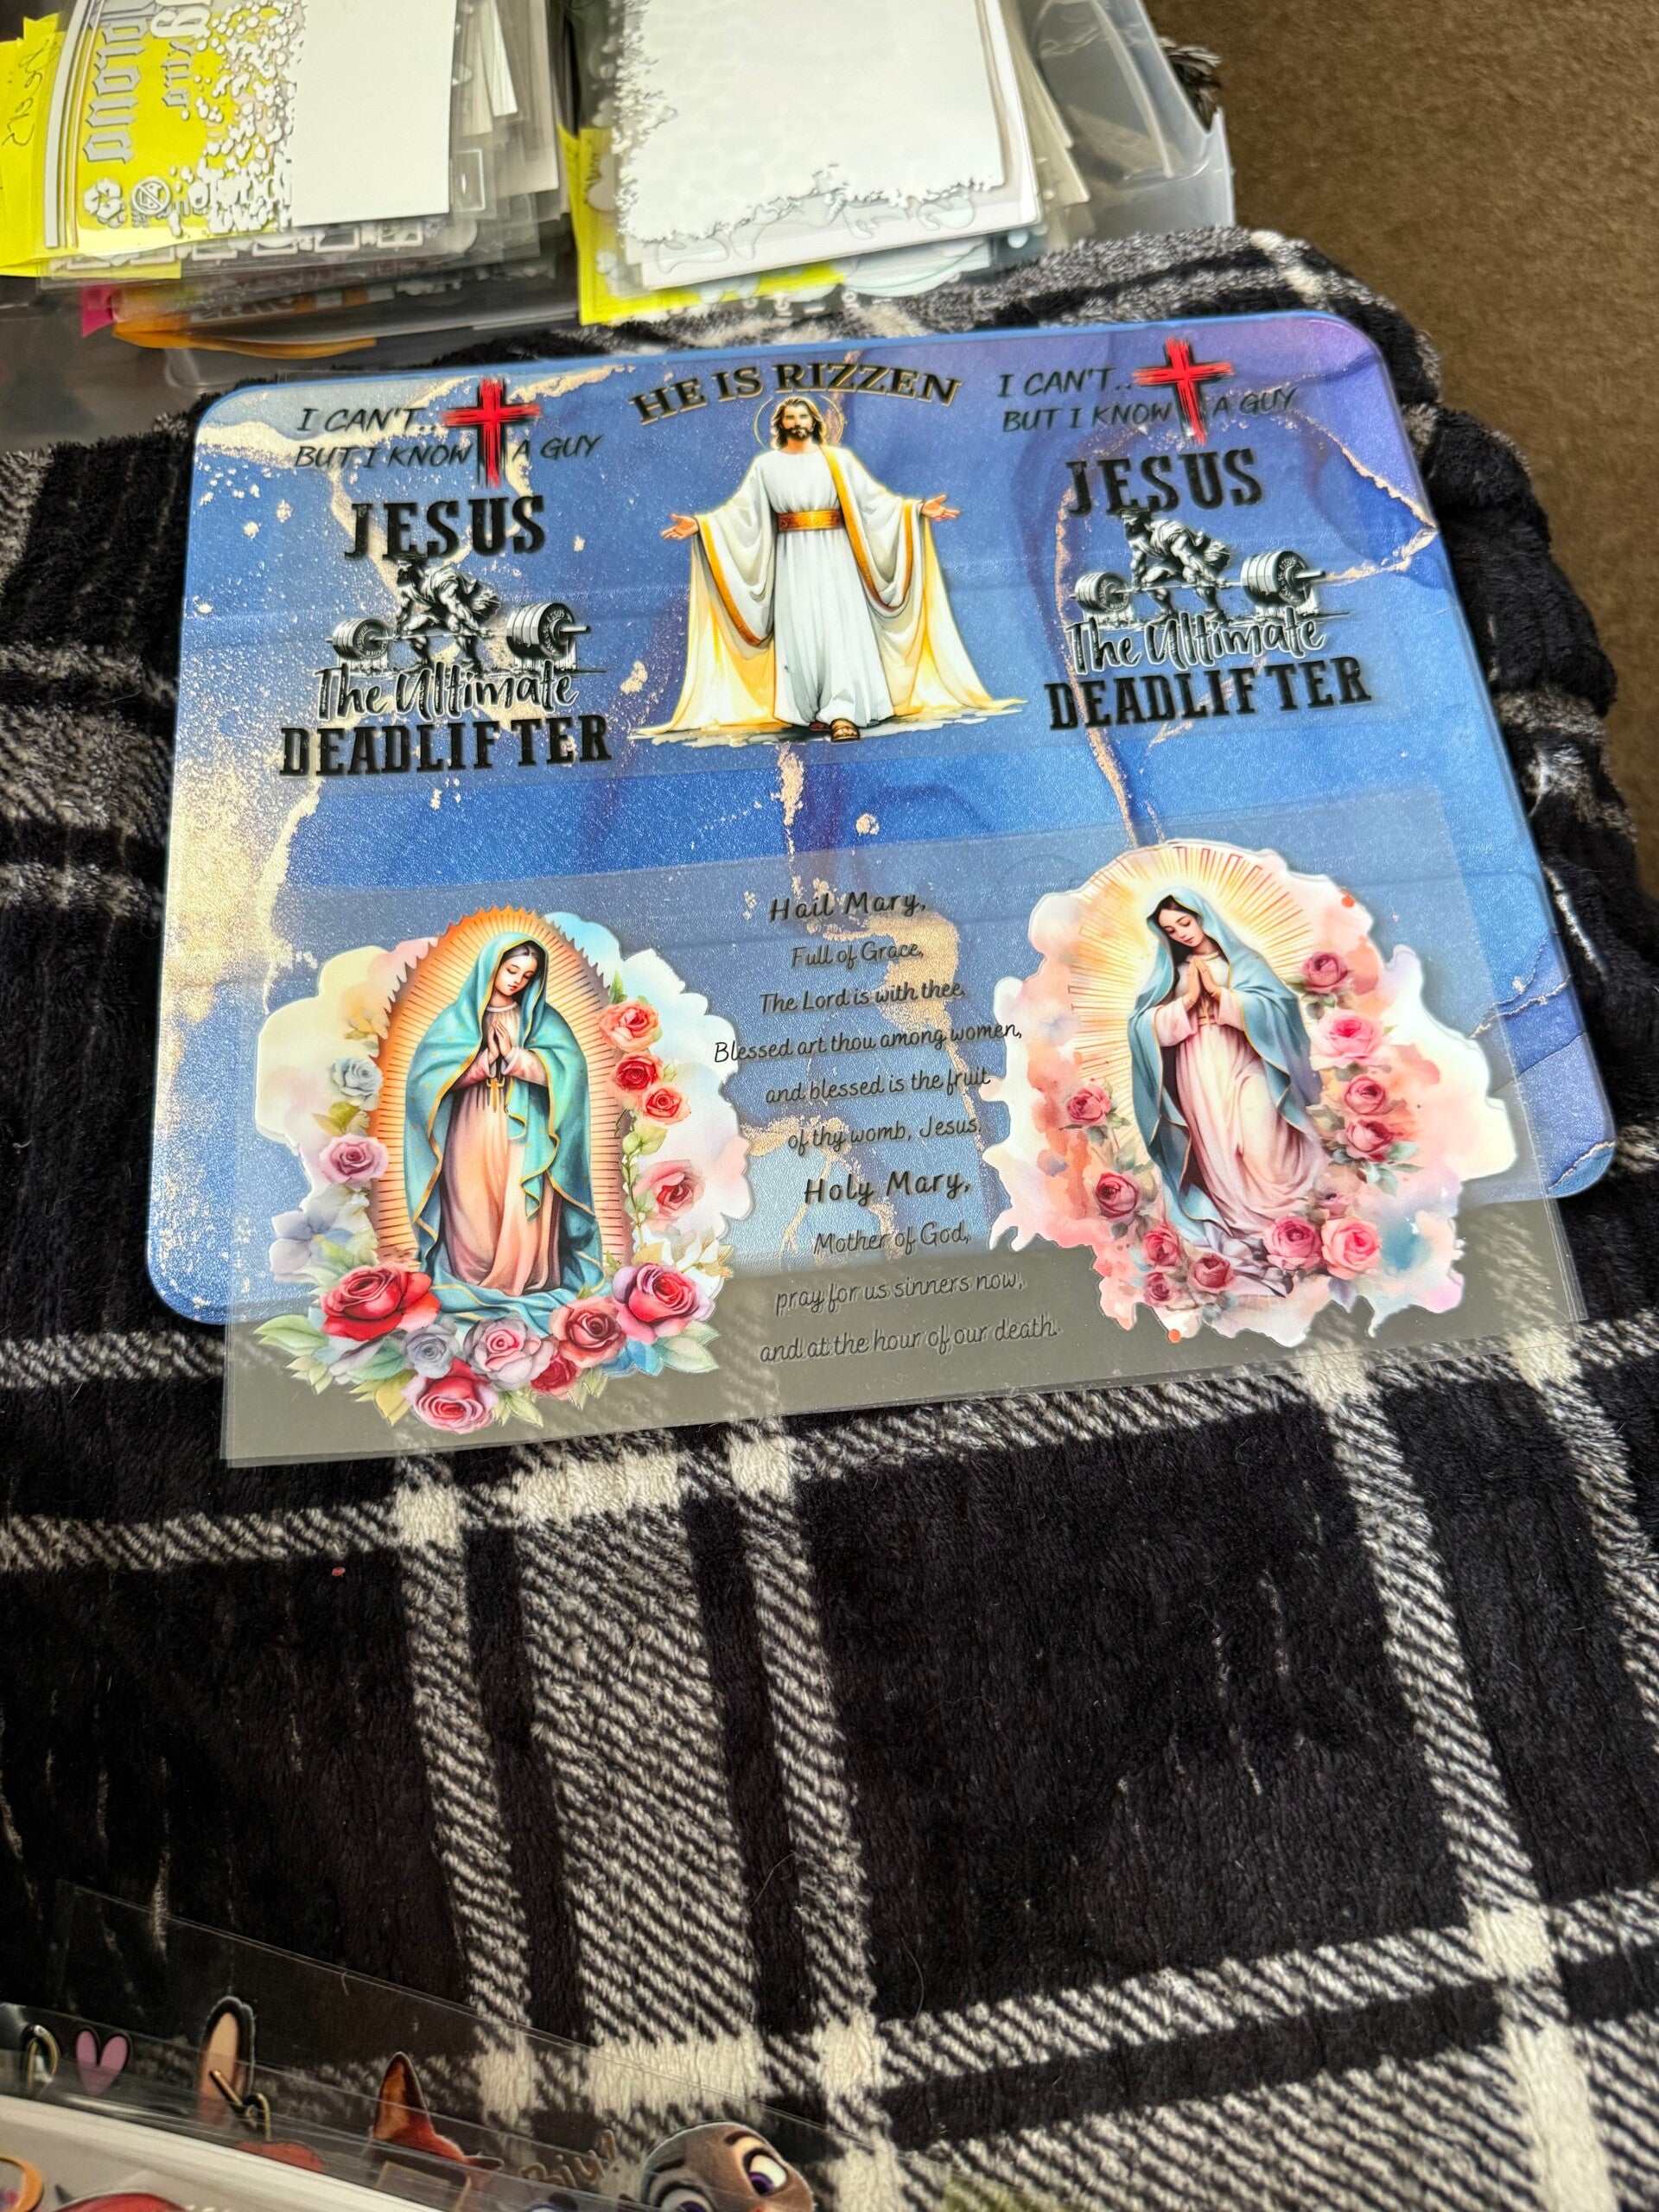 I CAN'T..
BUT I KNOW A GUY
JESUS
The Ultimate
DEADLIFTER
HE IS RIZZEN
I CAN'T..
BUT I KNOW A GUY
JESUS
The Ultimate
DEADLIFTER
Hail Mary,
Full of Grace,
The Lord is with thee,
Blessed art thou among women,
and blessed is the fruit
of thy womb, Jesus.
Holy Mary,
Mother of God,
pray for us sinners now,
and at the hour of our death.